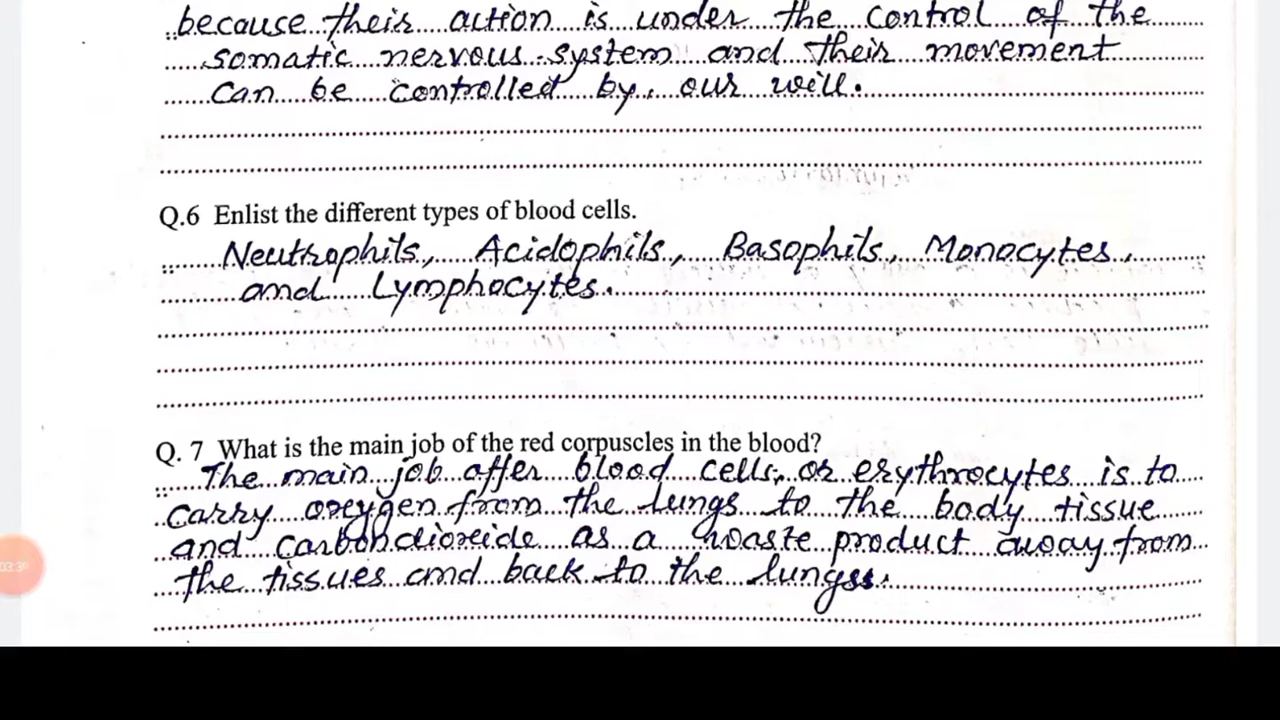 because their action is under the control of the
somatic nervous system and their movement
can be controlled by our will.
Q.6 Enlist the different types of blood cells.
Neutrophils, Acidophils, Basophils, Monocytes,
and Lymphocytes.
Q. 7 What is the main job of the red corpuscles in the blood?
The main job offer blood cells, or erythrocytes is to
carry oxygen from the lungs to the body tissue
and carbondioxide as a waste product away from
the tissues and back to the lungs.
03:3